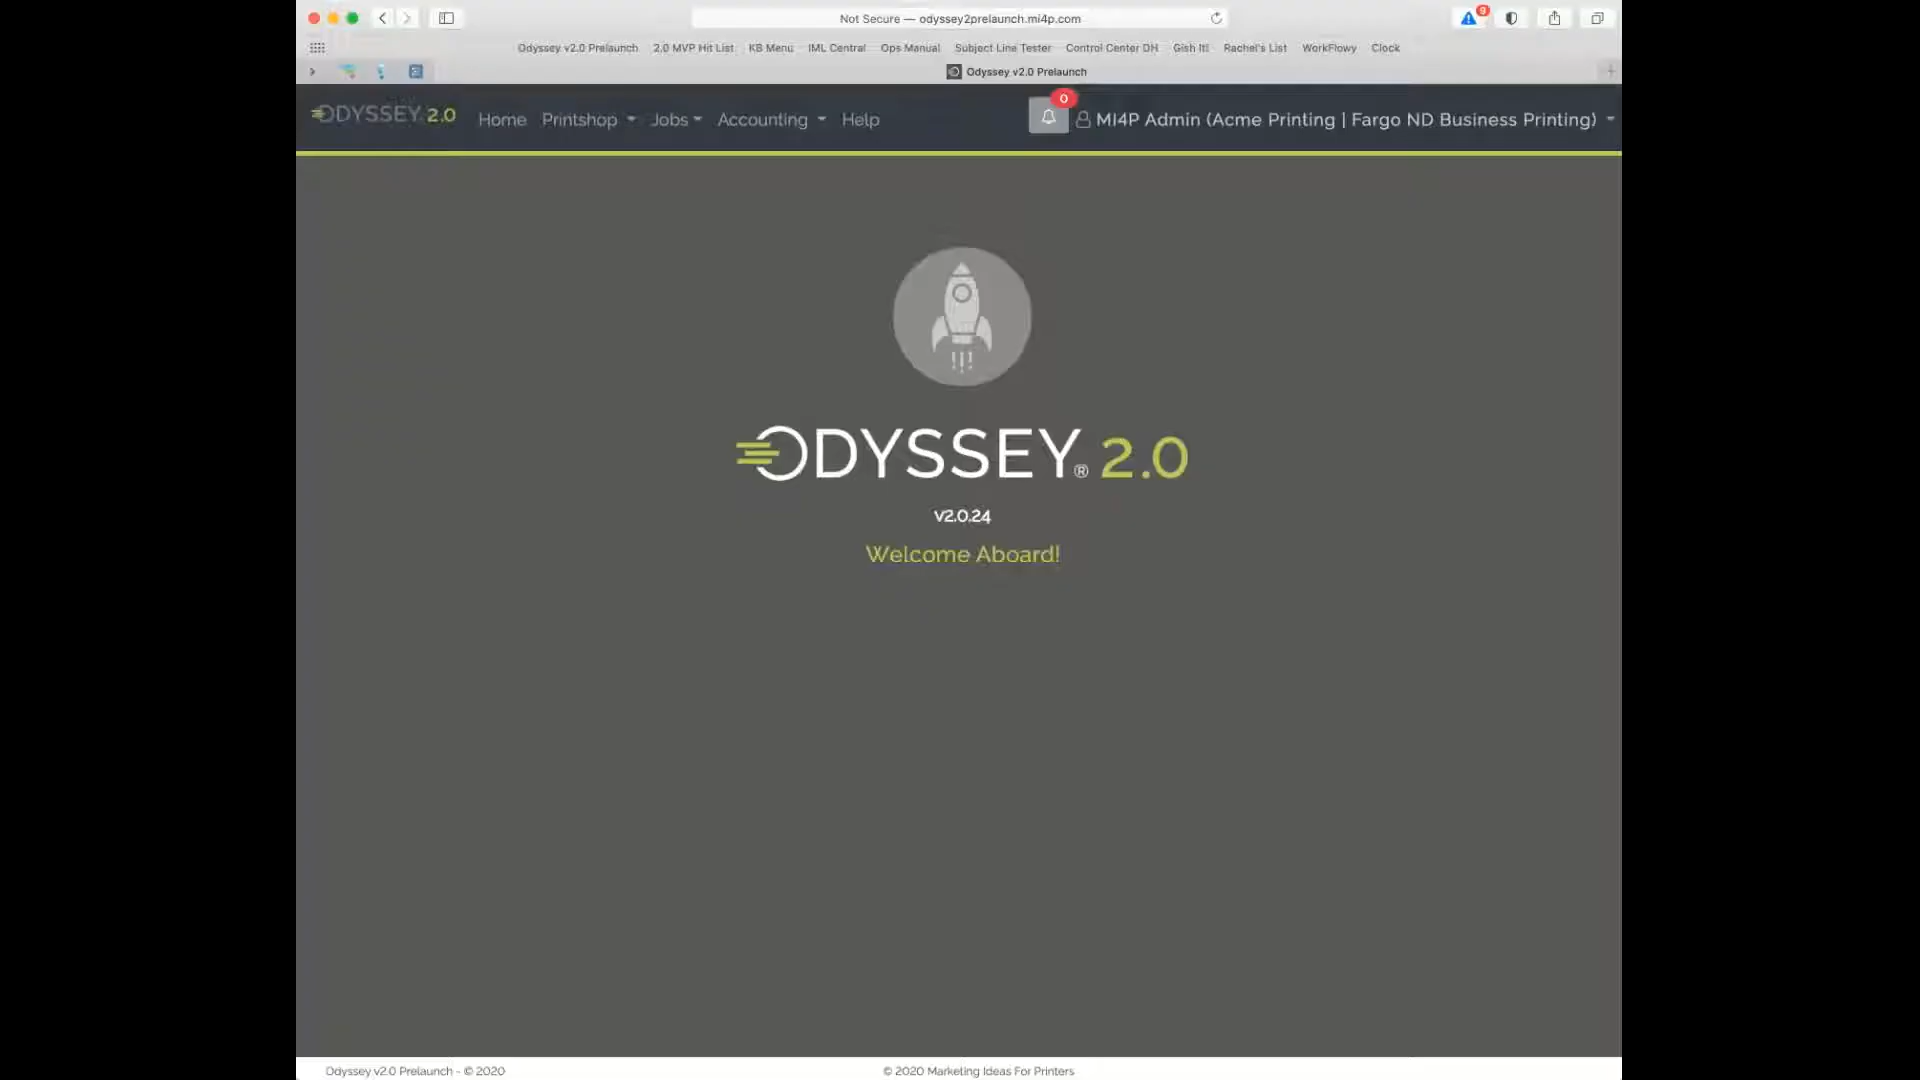 Not Secure — odyssey2prelaunch.mi4p.com
9
Odyssey v2.0 Prelaunch 2.0 MVP Hit List KB Menu IML Central Ops Manual Subject Line Tester Control Center DH Gish It! Rachel's List WorkFlowy Clock
Odyssey v2.0 Prelaunch
ODYSSEY 2.0 Home Printshop Jobs Accounting Help 0 MI4P Admin (Acme Printing | Fargo ND Business Printing)
ODYSSEY® 2.0
v2.0.24
Welcome Aboard!
Odyssey v2.0 Prelaunch - © 2020 © 2020 Marketing Ideas For Printers